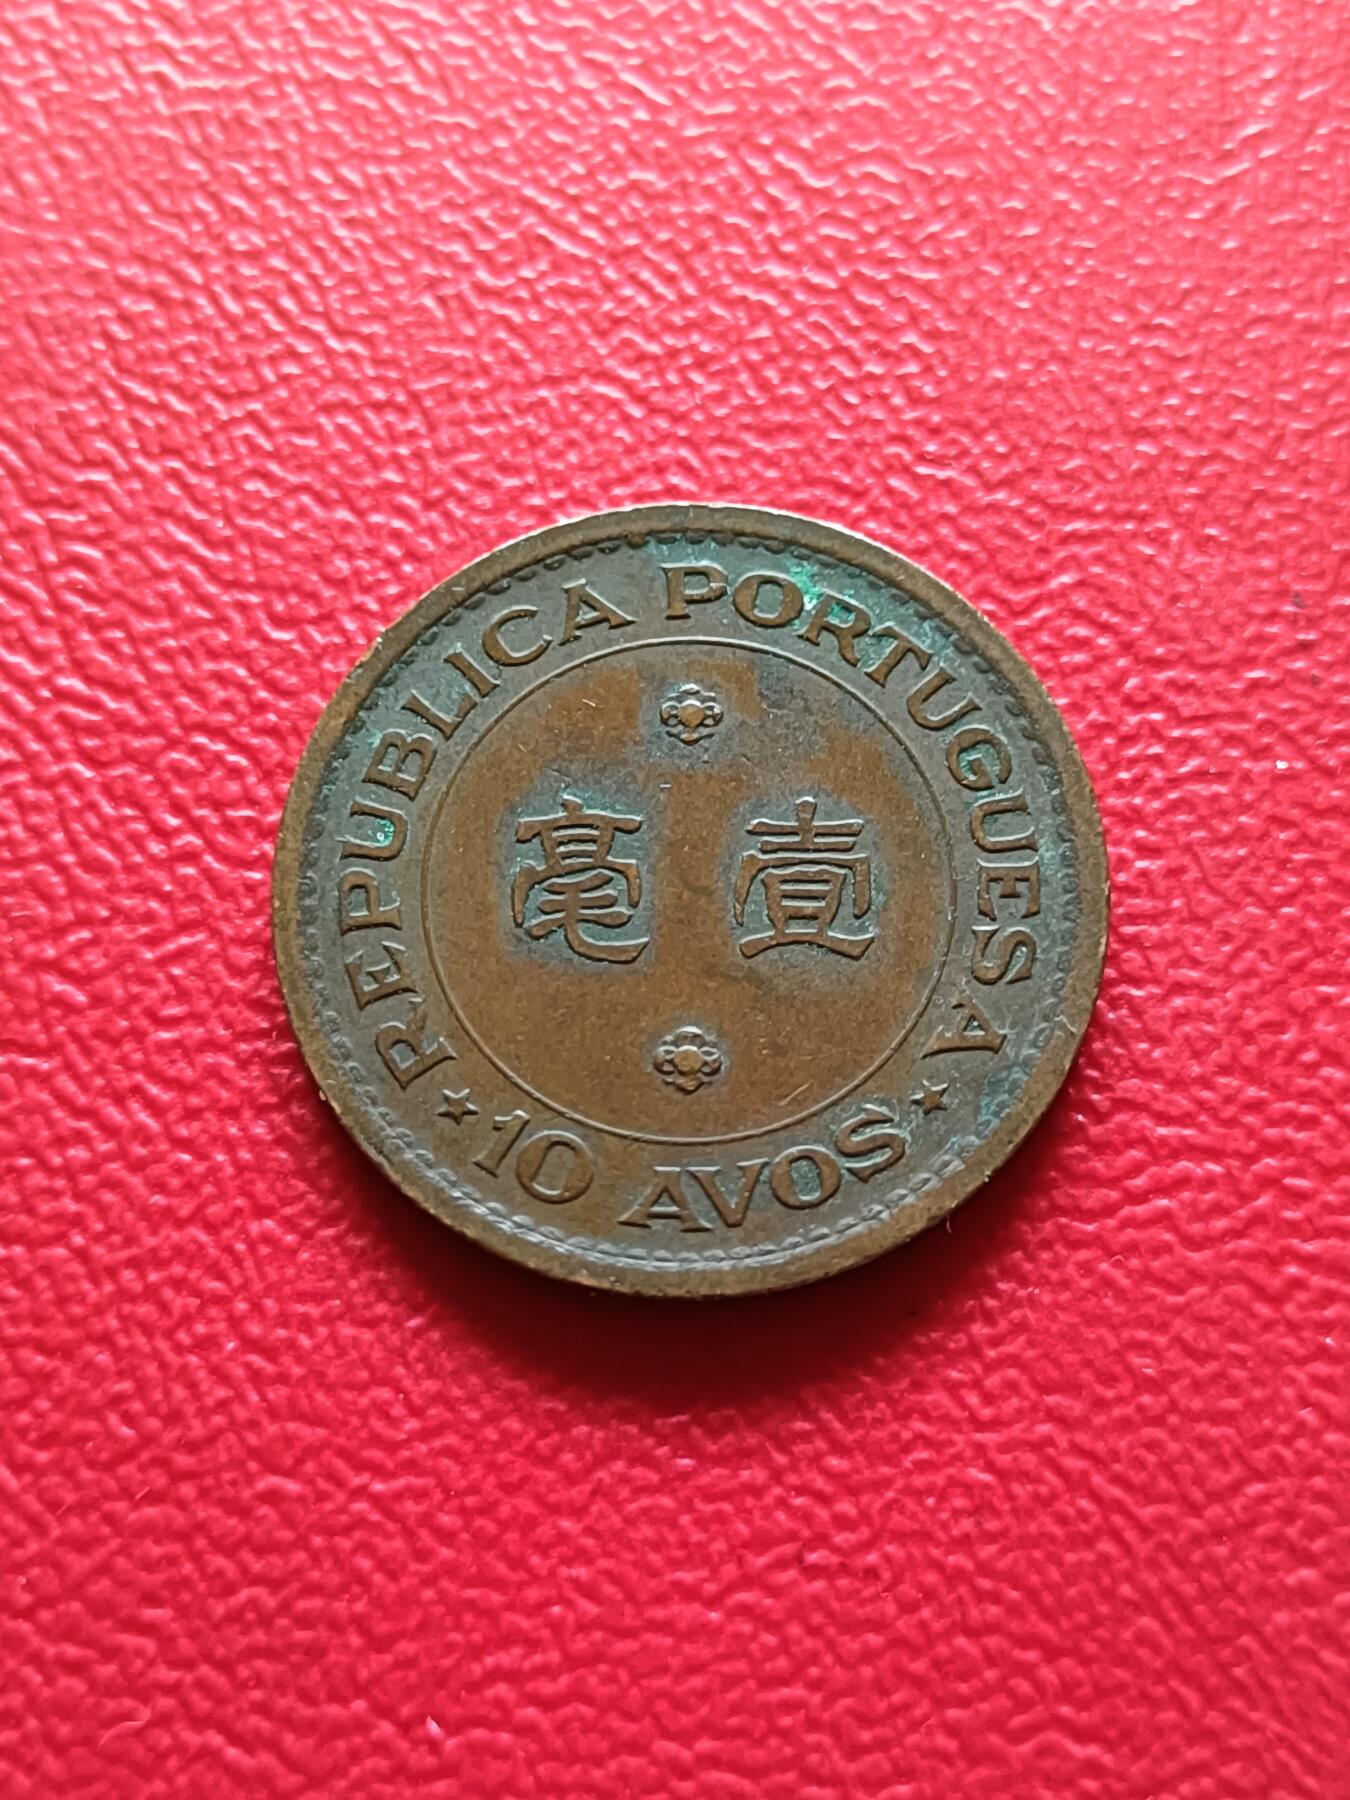 REPUBLICA PORTUGUESA
毫 壹
★ 10 AVOS ★